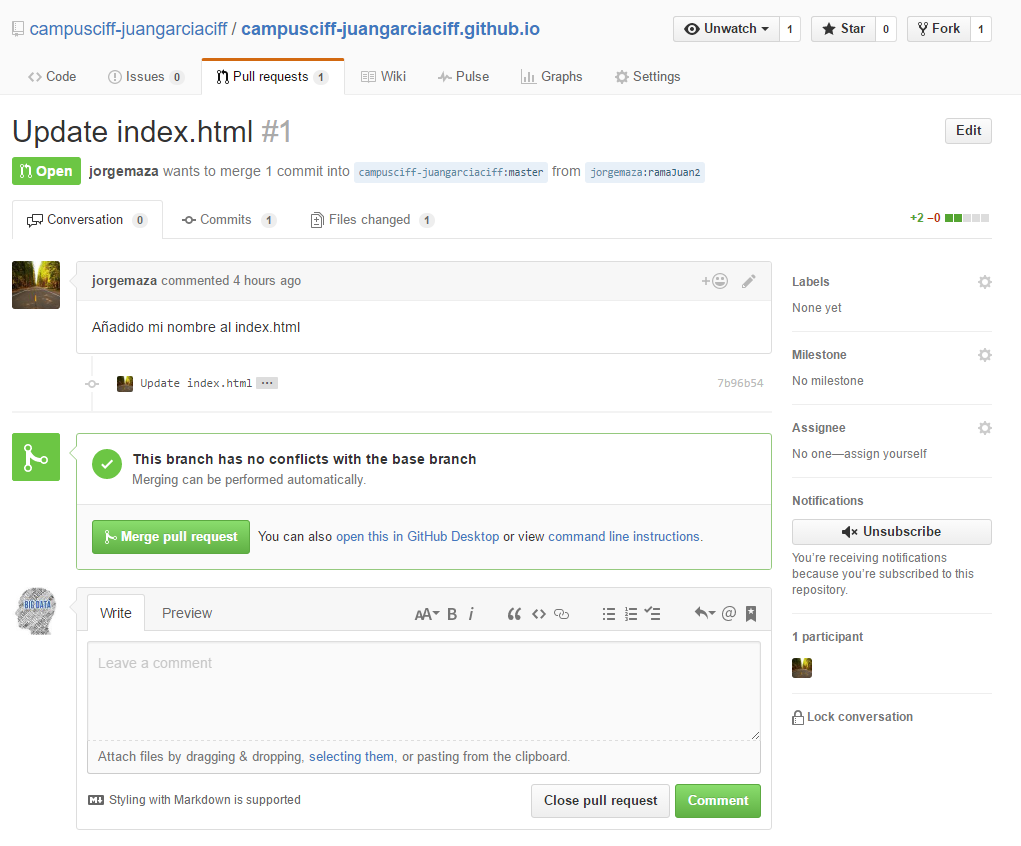 campusciff-juangarciaciff / campusciff-juangarciaciff.github.io
Unwatch 1 Star 0 Fork 1
Code Issues 0 Pull requests 1 Wiki Pulse Graphs Settings
Update index.html #1
Edit
Open jorgemaza wants to merge 1 commit into campusciff-juangarciaciff:master from jorgemaza:ramaJuan2
Conversation 0 Commits 1 Files changed 1
+2 −0
jorgemaza commented 4 hours ago
Añadido mi nombre al index.html
Update index.html ... 7b96b54
This branch has no conflicts with the base branch
Merging can be performed automatically.
Merge pull request You can also open this in GitHub Desktop or view command line instructions.
BIG DATA
Write Preview AA B i @
Leave a comment
Attach files by dragging & dropping, selecting them, or pasting from the clipboard.
Styling with Markdown is supported
Close pull request Comment
Labels
None yet
Milestone
No milestone
Assignee
No one—assign yourself
Notifications
Unsubscribe
You’re receiving notifications
because you’re subscribed to this
repository.
1 participant
Lock conversation